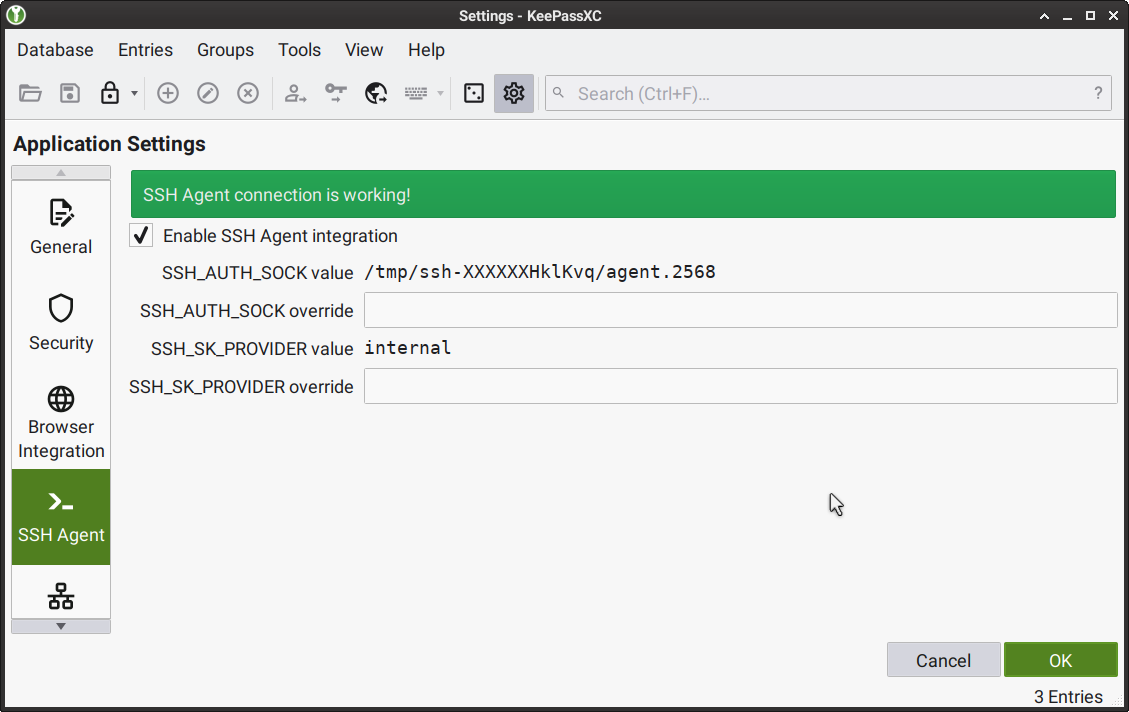 Settings - KeePassXC
Database Entries Groups Tools View Help
Search (Ctrl+F)... ?
Application Settings
General
Security
Browser
Integration
SSH Agent
SSH Agent connection is working!
Enable SSH Agent integration
SSH_AUTH_SOCK value /tmp/ssh-XXXXXXHklKvq/agent.2568
SSH_AUTH_SOCK override
SSH_SK_PROVIDER value internal
SSH_SK_PROVIDER override
Cancel OK
3 Entries